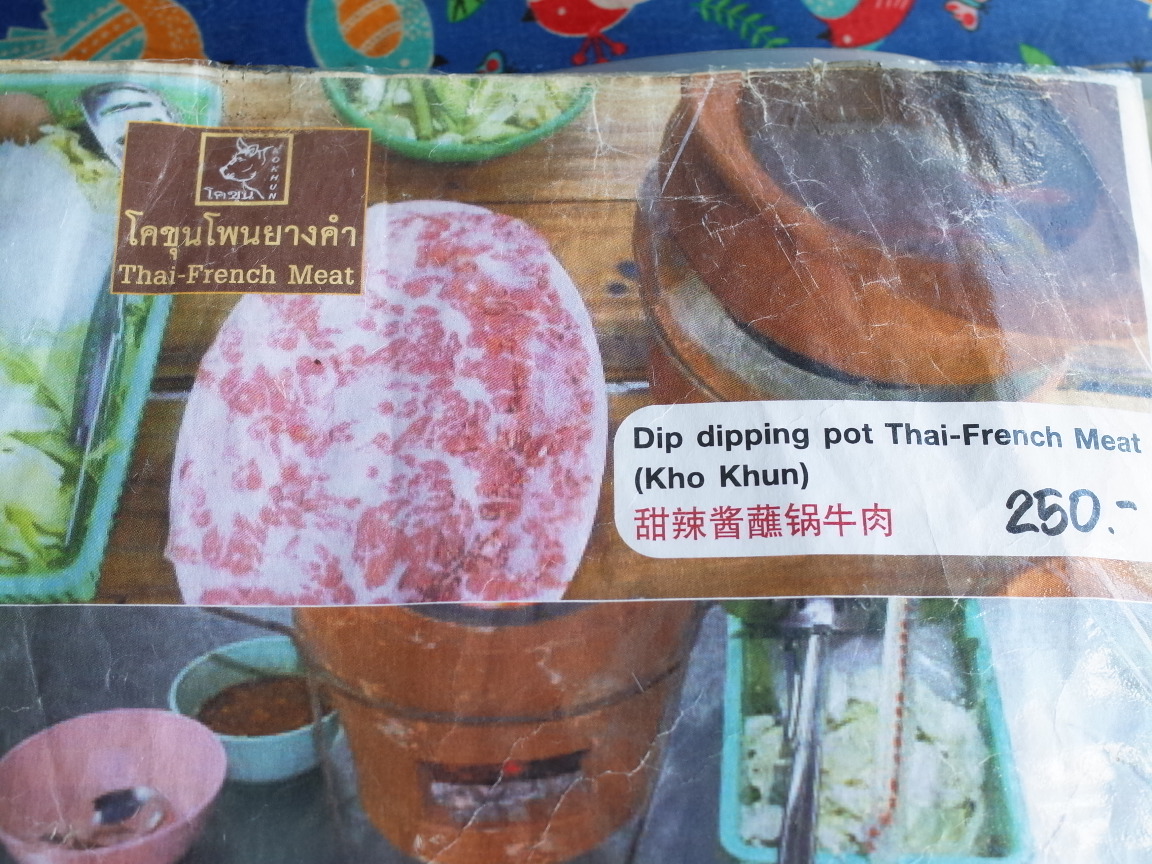 KOKHUN
โคขุน
โคขุนโพนยางคำ
Thai-French Meat
Dip dipping pot Thai-French Meat
(Kho Khun)
甜辣酱蘸锅牛肉 250.-